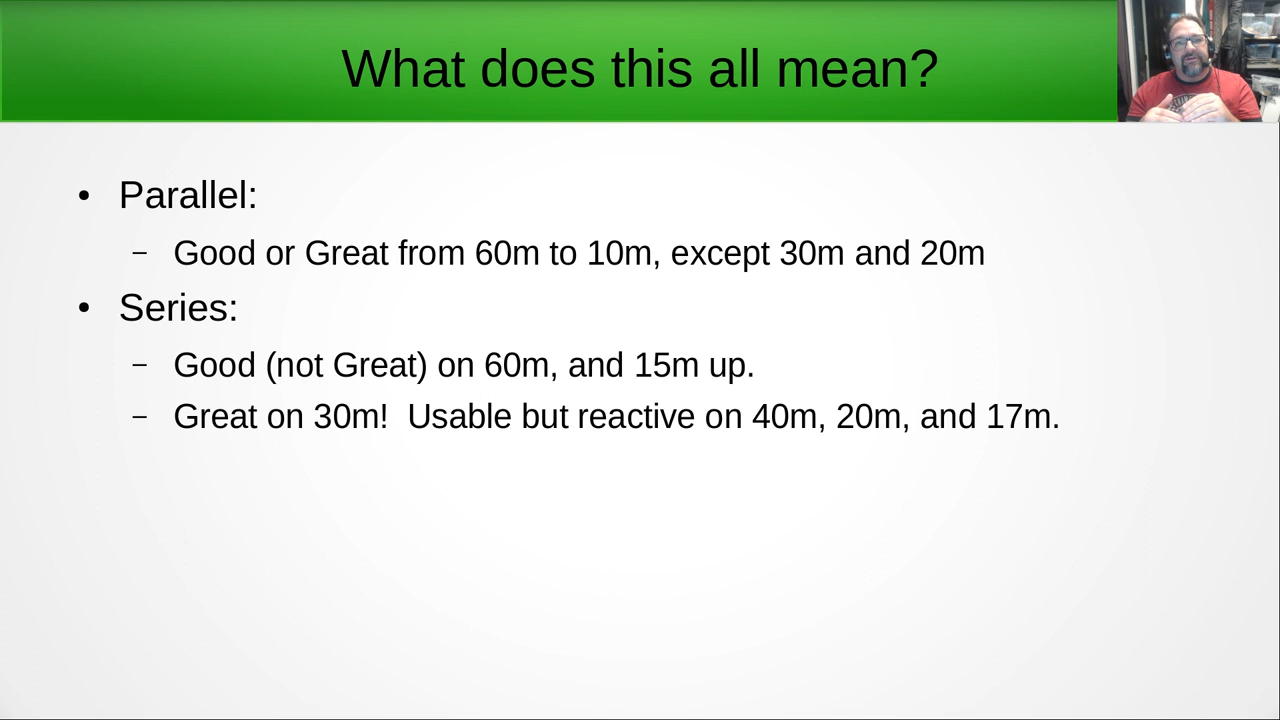 What does this all mean?
• Parallel:
– Good or Great from 60m to 10m, except 30m and 20m
• Series:
– Good (not Great) on 60m, and 15m up.
– Great on 30m!  Usable but reactive on 40m, 20m, and 17m.